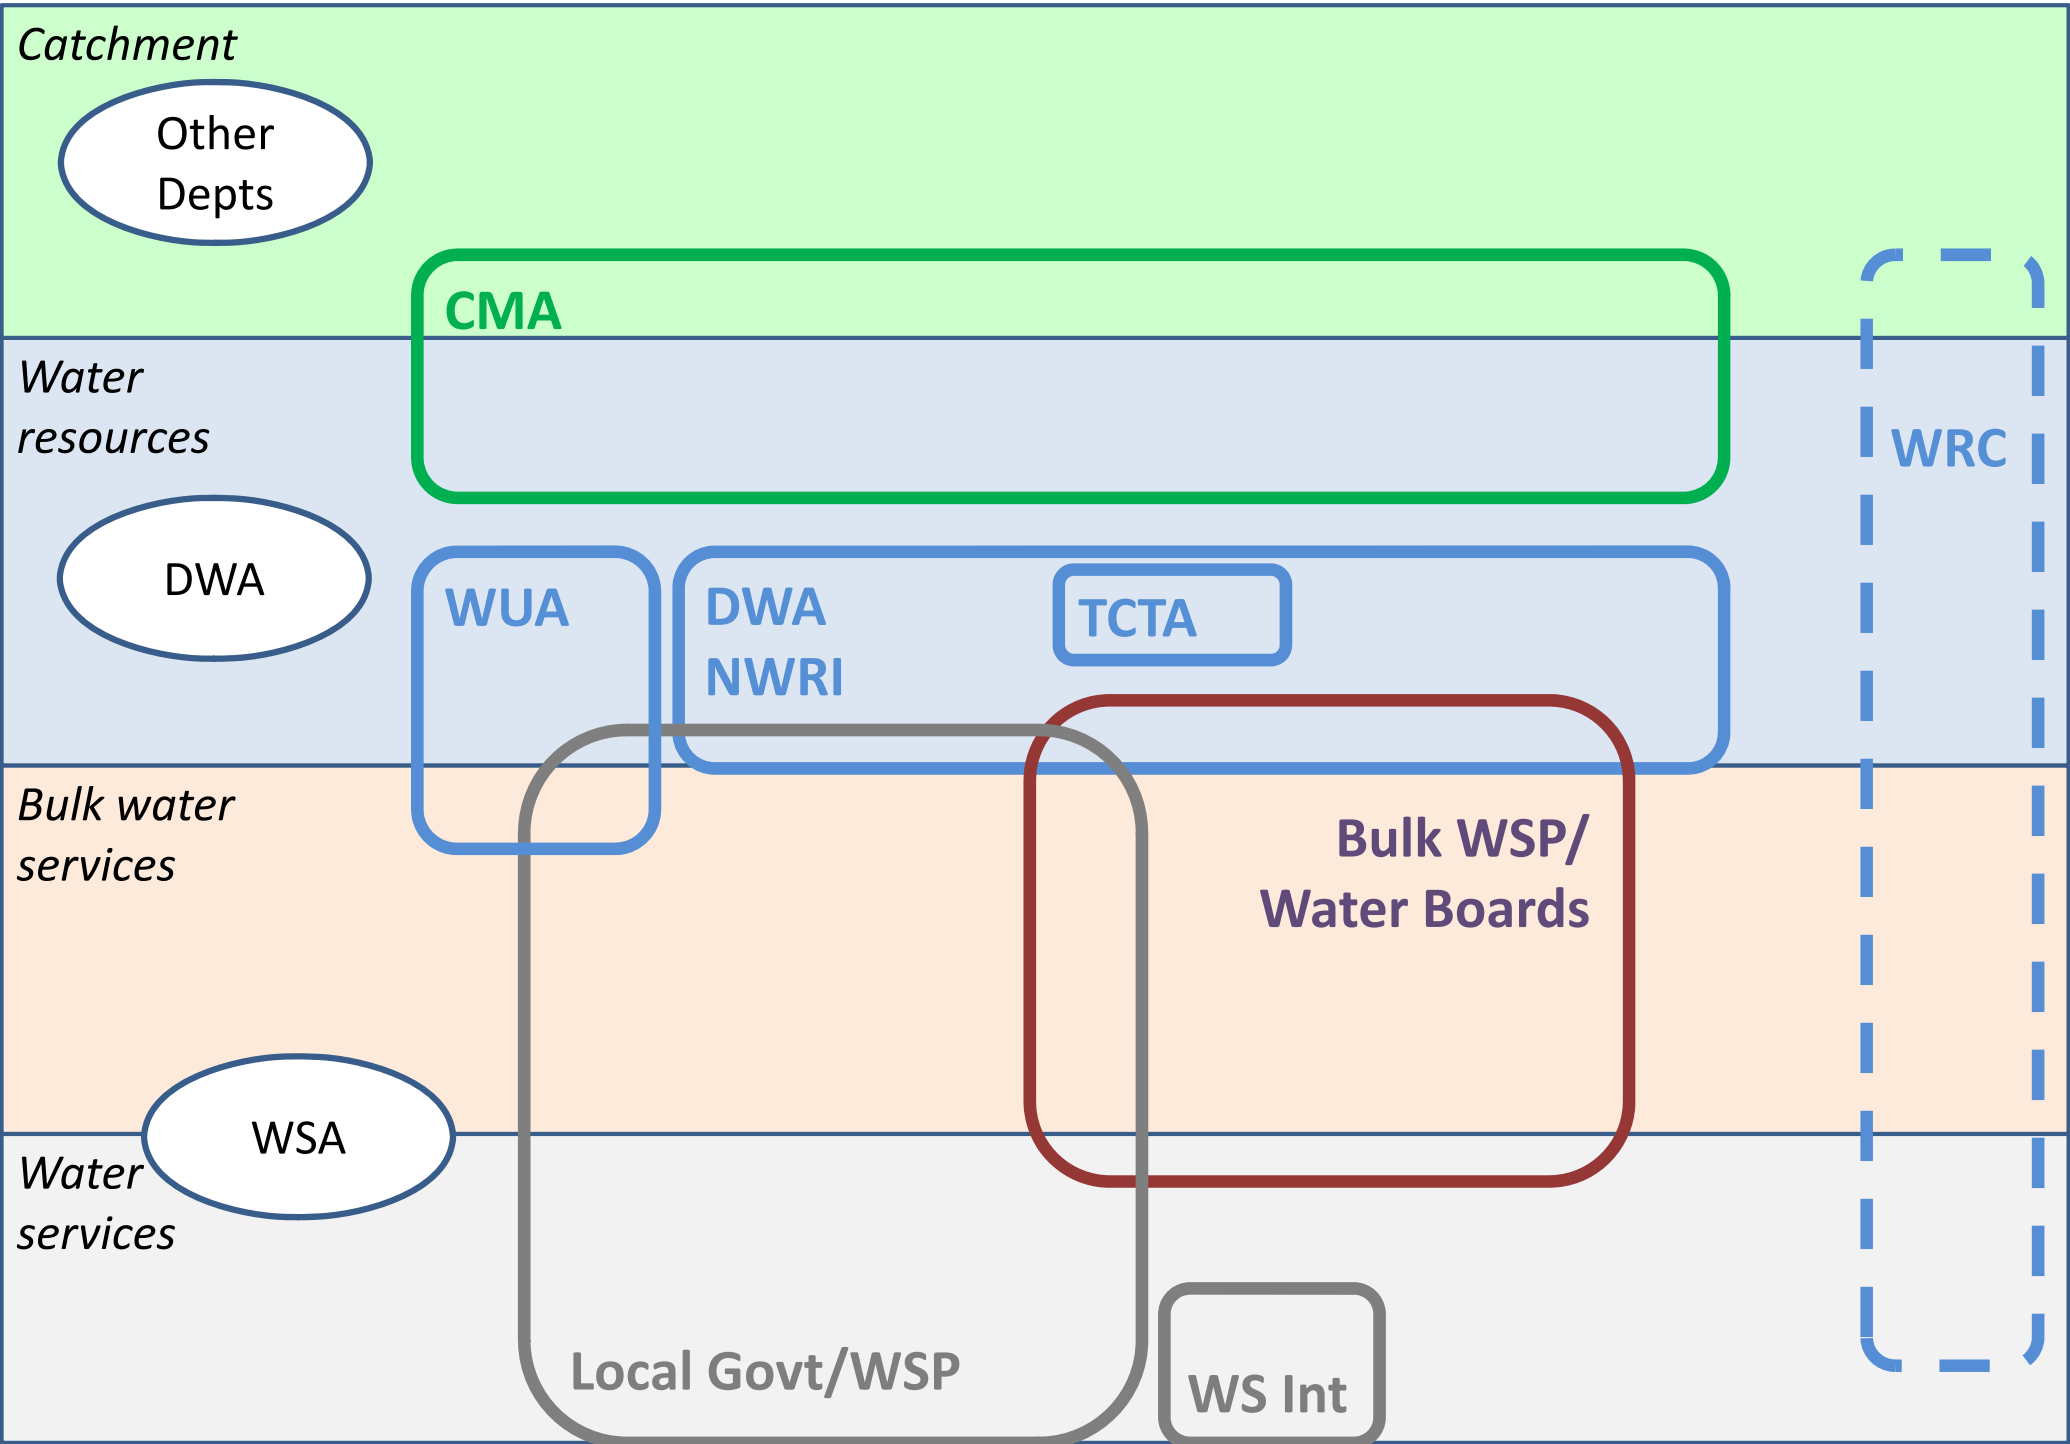 Catchment
Other
Depts
CMA
Water
resources
WRC
DWA
WUA
DWA
NWRI
TCTA
Bulk water
services
Bulk WSP/
Water Boards
WSA
Water
services
Local Govt/WSP
WS Int